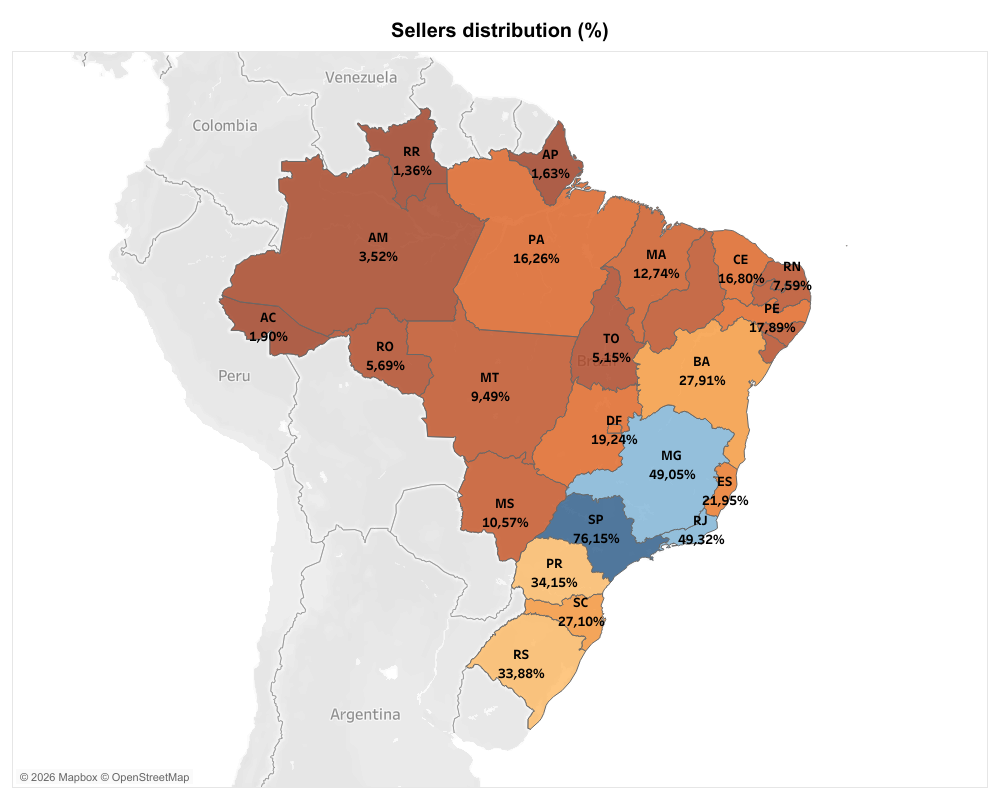 Sellers distribution (%)
Venezuela
Colombia
RR
1,36%
AP
1,63%
AM
3,52%
PA
16,26%
MA
12,74%
CE
16,80%
RN
7,59%
PE
17,89%
AC
1,90%
RO
5,69%
TO
5,15%
BA
27,91%
Peru
MT
9,49%
DF
19,24%
MG
49,05%
ES
21,95%
MS
10,57%
SP
76,15%
RJ
49,32%
PR
34,15%
SC
27,10%
RS
33,88%
Argentina
© 2026 Mapbox © OpenStreetMap